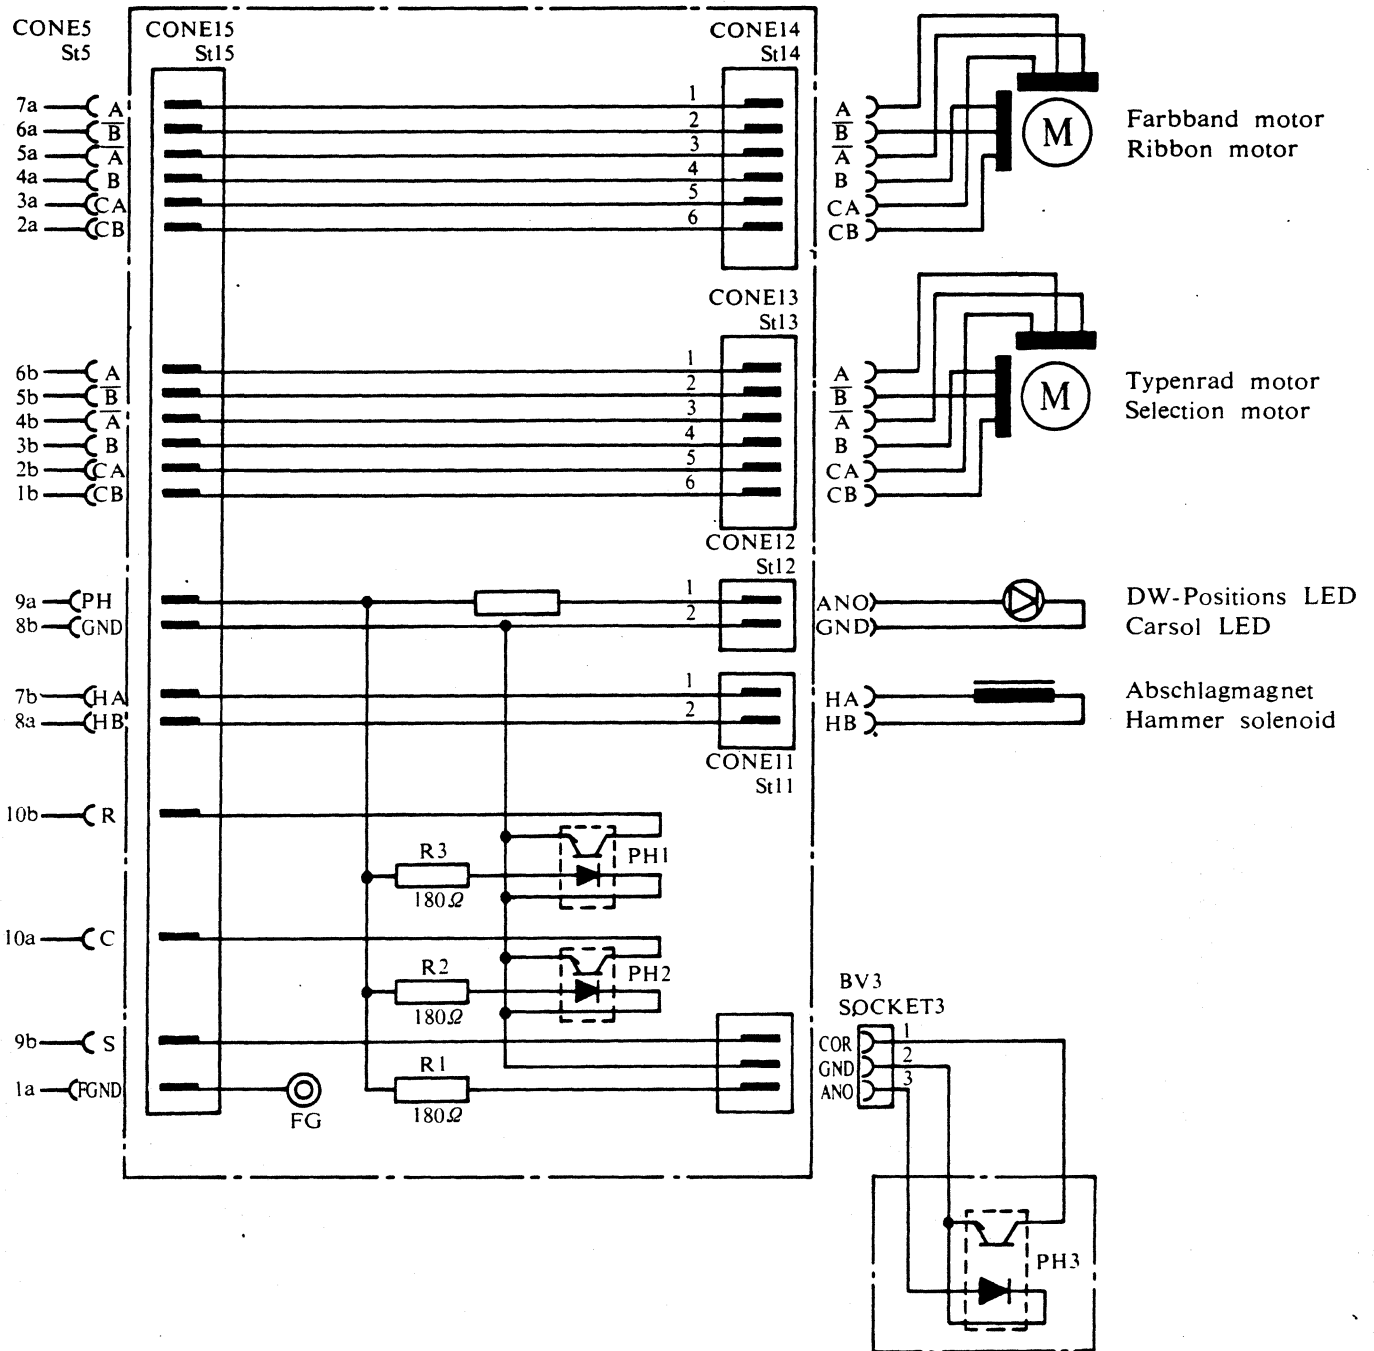 CONE5
St5
CONE15
St15
CONE14
St14
7a A 1 A
6a B̅ 2 B̅
5a A̅ 3 A̅
4a B 4 B
3a CA 5 CA
2a CB 6 CB
M
Farbband motor
Ribbon motor
CONE13
St13
6b A 1 A
5b B̅ 2 B̅
4b A̅ 3 A̅
3b B 4 B
2b CA 5 CA
1b CB 6 CB
M
Typenrad motor
Selection motor
CONE12
St12
9a PH 1 ANO
8b GND 2 GND
DW-Positions LED
Carsol LED
7b HA 1 HA
8a HB 2 HB
Abschlagmagnet
Hammer solenoid
CONE11
St11
10b R
R3
180Ω
PH1
10a C
R2
180Ω
PH2
BV3
SOCKET3
9b S COR 1
GND 2
1a FGND ANO 3
FG
R1
180Ω
PH3